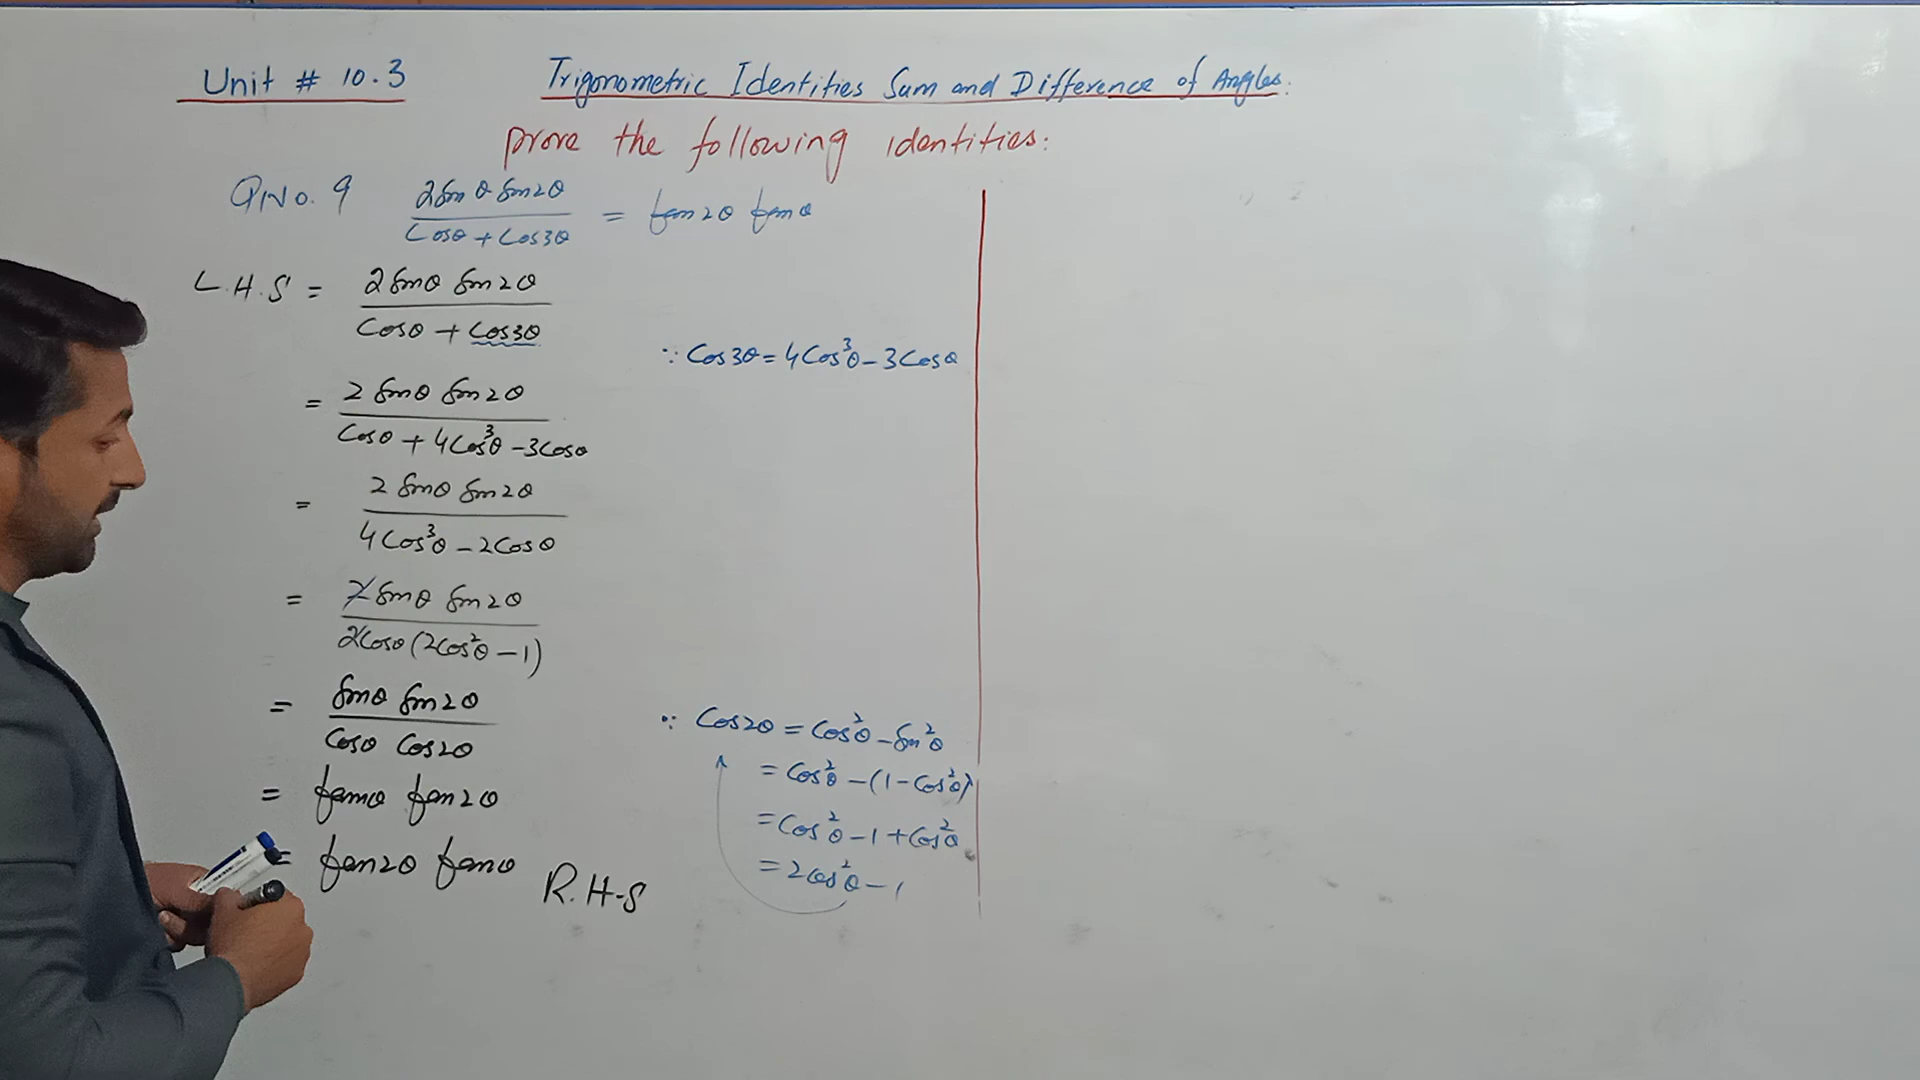 Unit # 10.3 Trigonometric Identities Sum and Difference of Angles.
Prove the following identities:
QNo. 9 2Sinθ Sin2θ / Cosθ + Cos3θ = tan2θ tanθ
L.H.S = 2Sinθ Sin2θ / Cosθ + Cos3θ
∵ Cos3θ = 4Cos³θ - 3Cosθ
= 2Sinθ Sin2θ / Cosθ + 4Cos³θ - 3Cosθ
= 2Sinθ Sin2θ / 4Cos³θ - 2Cosθ
= 2Sinθ Sin2θ / 2Cosθ(2Cos²θ - 1)
= Sinθ Sin2θ / Cosθ Cos2θ
= tanθ tan2θ
= tan2θ tanθ R.H.S
∵ Cos2θ = Cos²θ - Sin²θ
= Cos²θ - (1 - Cos²θ)
= Cos²θ - 1 + Cos²θ
= 2Cos²θ - 1